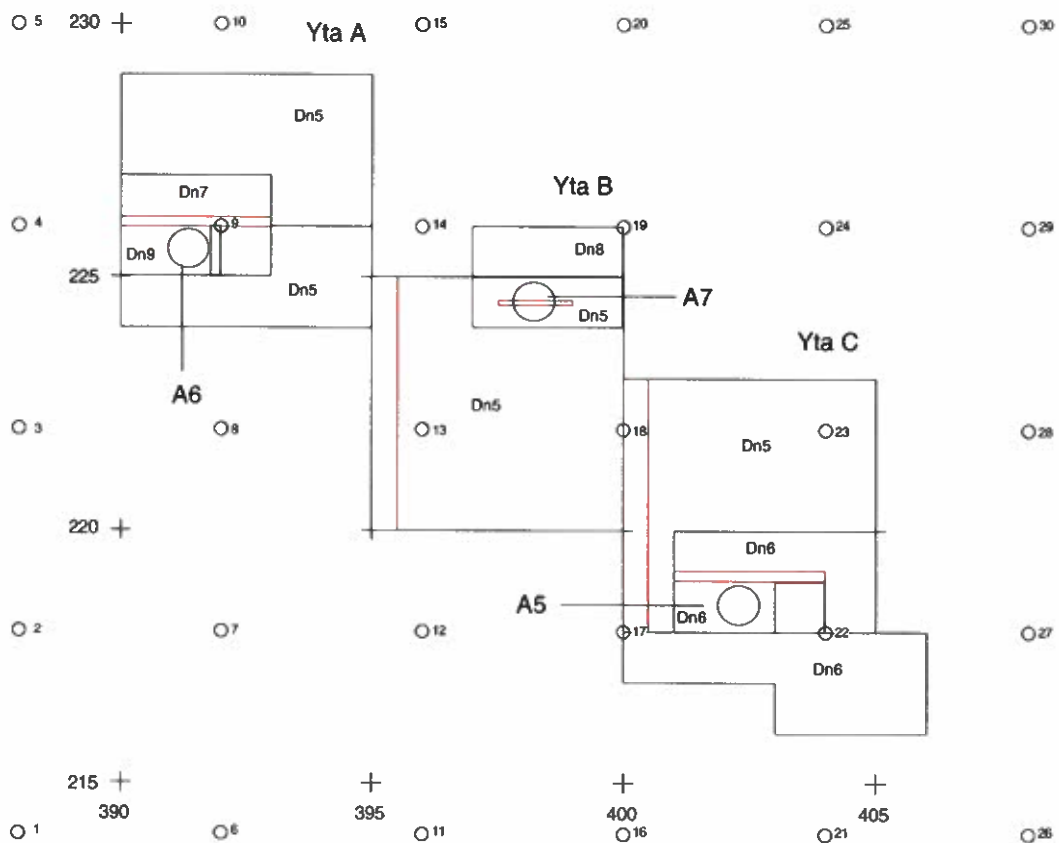 5 230 10 15 20 25 30
Yta A
Dn5
Dn7
Yta B
4 9 14 19 24 29
Dn9 Dn8
225 Dn5 A7
Dn5
Yta C
A6
Dn5
3 8 13 18 23 28
Dn5
220
Dn6
A5 Dn6
2 7 12 17 22 27
Dn6
215
390 395 400 405
1 6 11 16 21 26